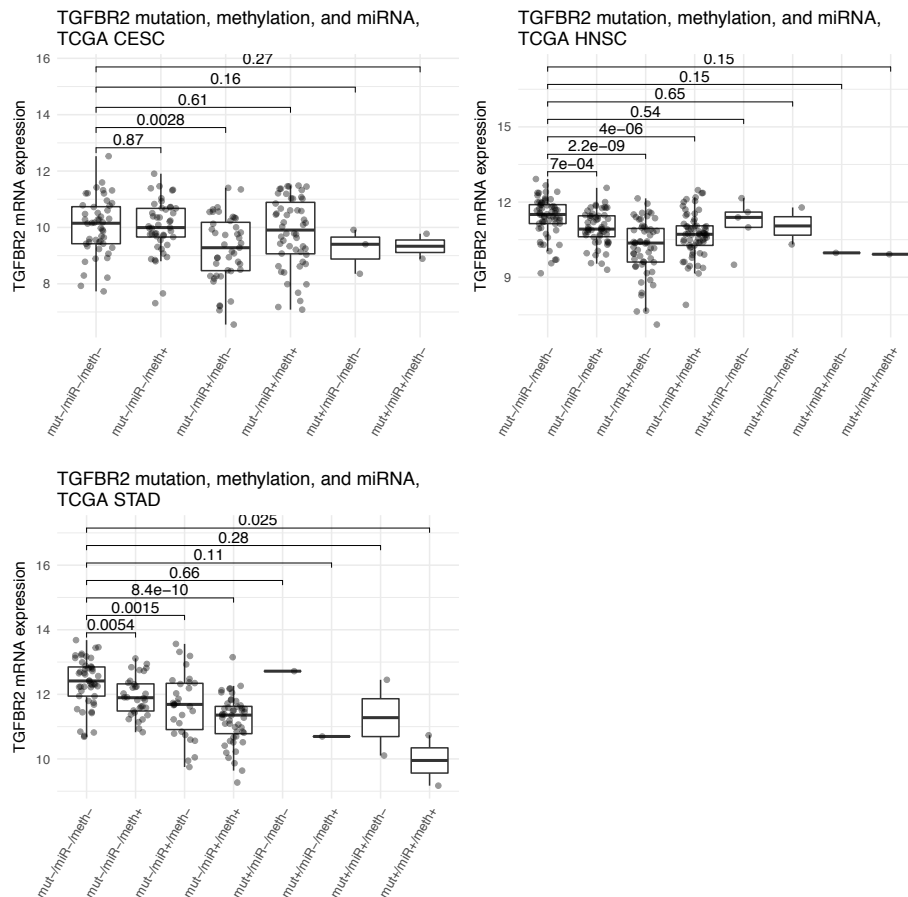 TGFBR2 mutation, methylation, and miRNA,
TCGA CESC
TGFBR2 mRNA expression
16
14
12
10
8
0.27
0.16
0.61
0.0028
0.87
mut−/miR−/meth−
mut−/miR−/meth+
mut−/miR+/meth−
mut−/miR+/meth+
mut+/miR−/meth−
mut+/miR+/meth−
TGFBR2 mutation, methylation, and miRNA,
TCGA HNSC
TGFBR2 mRNA expression
15
12
9
0.15
0.15
0.65
0.54
4e−06
2.2e−09
7e−04
mut−/miR−/meth−
mut−/miR−/meth+
mut−/miR+/meth−
mut−/miR+/meth+
mut+/miR−/meth−
mut+/miR−/meth+
mut+/miR+/meth−
mut+/miR+/meth+
TGFBR2 mutation, methylation, and miRNA,
TCGA STAD
TGFBR2 mRNA expression
16
14
12
10
0.025
0.28
0.11
0.66
8.4e−10
0.0015
0.0054
mut−/miR−/meth−
mut−/miR−/meth+
mut−/miR+/meth−
mut−/miR+/meth+
mut+/miR−/meth−
mut+/miR−/meth+
mut+/miR+/meth−
mut+/miR+/meth+